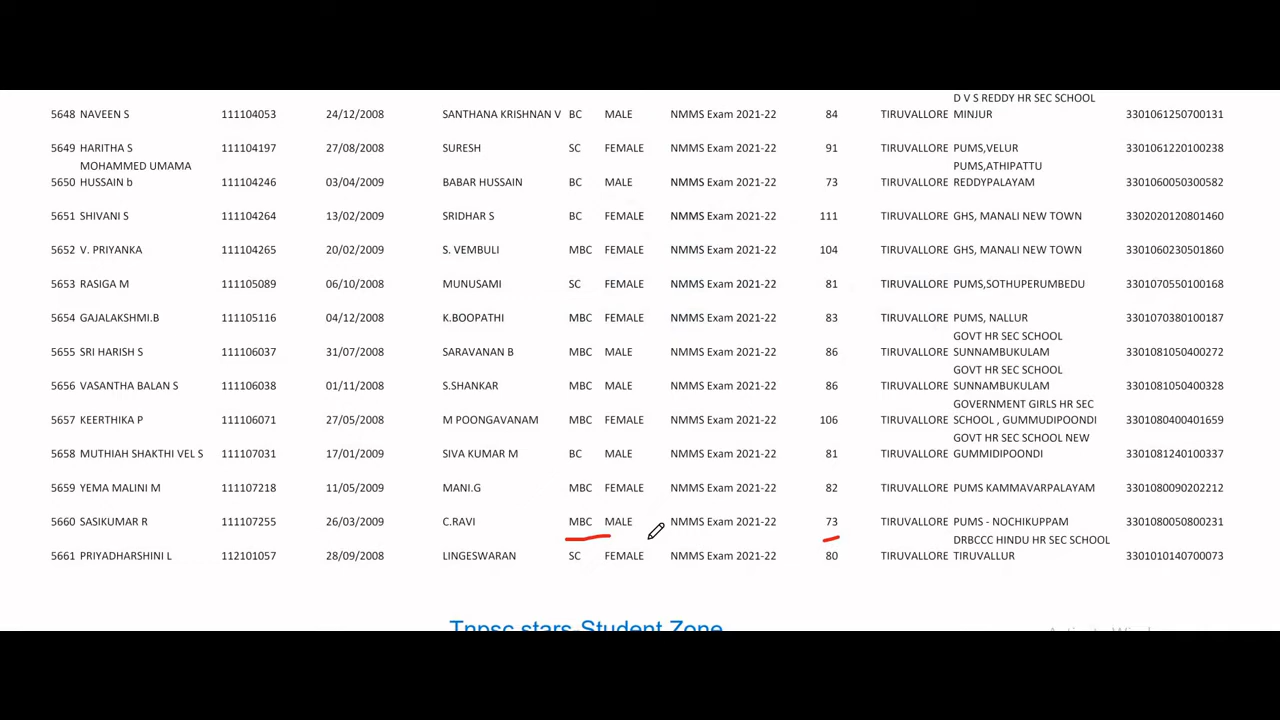 D V S REDDY HR SEC SCHOOL
5648 NAVEEN S 111104053 24/12/2008 SANTHANA KRISHNAN V BC MALE NMMS Exam 2021-22 84 TIRUVALLORE MINJUR 3301061250700131
5649 HARITHA S 111104197 27/08/2008 SURESH SC FEMALE NMMS Exam 2021-22 91 TIRUVALLORE PUMS,VELUR 3301061220100238
MOHAMMED UMAMA PUMS,ATHIPATTU
5650 HUSSAIN b 111104246 03/04/2009 BABAR HUSSAIN BC MALE NMMS Exam 2021-22 73 TIRUVALLORE REDDYPALAYAM 3301060050300582
5651 SHIVANI S 111104264 13/02/2009 SRIDHAR S BC FEMALE NMMS Exam 2021-22 111 TIRUVALLORE GHS, MANALI NEW TOWN 3302020120801460
5652 V. PRIYANKA 111104265 20/02/2009 S. VEMBULI MBC FEMALE NMMS Exam 2021-22 104 TIRUVALLORE GHS, MANALI NEW TOWN 3301060230501860
5653 RASIGA M 111105089 06/10/2008 MUNUSAMI SC FEMALE NMMS Exam 2021-22 81 TIRUVALLORE PUMS,SOTHUPERUMBEDU 3301070550100168
5654 GAJALAKSHMI.B 111105116 04/12/2008 K.BOOPATHI MBC FEMALE NMMS Exam 2021-22 83 TIRUVALLORE PUMS, NALLUR 3301070380100187
GOVT HR SEC SCHOOL
5655 SRI HARISH S 111106037 31/07/2008 SARAVANAN B MBC MALE NMMS Exam 2021-22 86 TIRUVALLORE SUNNAMBUKULAM 3301081050400272
GOVT HR SEC SCHOOL
5656 VASANTHA BALAN S 111106038 01/11/2008 S.SHANKAR MBC MALE NMMS Exam 2021-22 86 TIRUVALLORE SUNNAMBUKULAM 3301081050400328
GOVERNMENT GIRLS HR SEC
5657 KEERTHIKA P 111106071 27/05/2008 M POONGAVANAM MBC FEMALE NMMS Exam 2021-22 106 TIRUVALLORE SCHOOL , GUMMUDIPOONDI 3301080400401659
GOVT HR SEC SCHOOL NEW
5658 MUTHIAH SHAKTHI VEL S 111107031 17/01/2009 SIVA KUMAR M BC MALE NMMS Exam 2021-22 81 TIRUVALLORE GUMMIDIPOONDI 3301081240100337
5659 YEMA MALINI M 111107218 11/05/2009 MANI.G MBC FEMALE NMMS Exam 2021-22 82 TIRUVALLORE PUMS KAMMAVARPALAYAM 3301080090202212
5660 SASIKUMAR R 111107255 26/03/2009 C.RAVI MBC MALE NMMS Exam 2021-22 73 TIRUVALLORE PUMS - NOCHIKUPPAM 3301080050800231
DRBCCC HINDU HR SEC SCHOOL
5661 PRIYADHARSHINI L 112101057 28/09/2008 LINGESWARAN SC FEMALE NMMS Exam 2021-22 80 TIRUVALLORE TIRUVALLUR 3301010140700073
Tnpsc stars-Student Zone